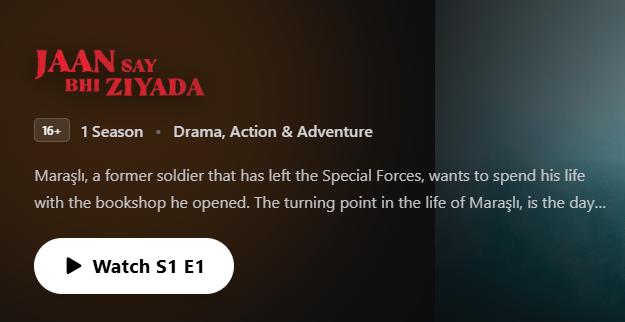 JAAN SAY
BHI ZIYADA
16+ 1 Season • Drama, Action & Adventure
Maraşlı, a former soldier that has left the Special Forces, wants to spend his life
with the bookshop he opened. The turning point in the life of Maraşlı, is the day...
Watch S1 E1